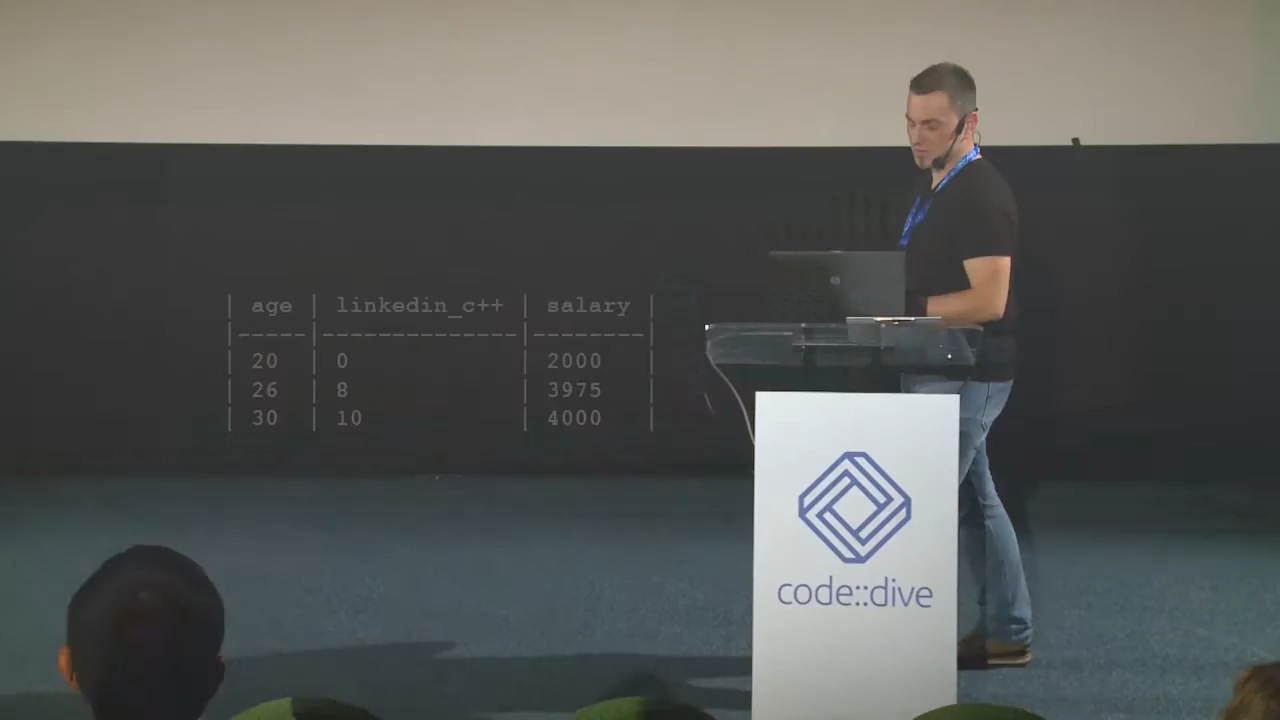 | age | linkedin_c++ | salary |
|-----|--------------|--------|
| 20 | 0 | 2000 |
| 26 | 8 | 3975 |
| 30 | 10 | 4000 |
code::dive